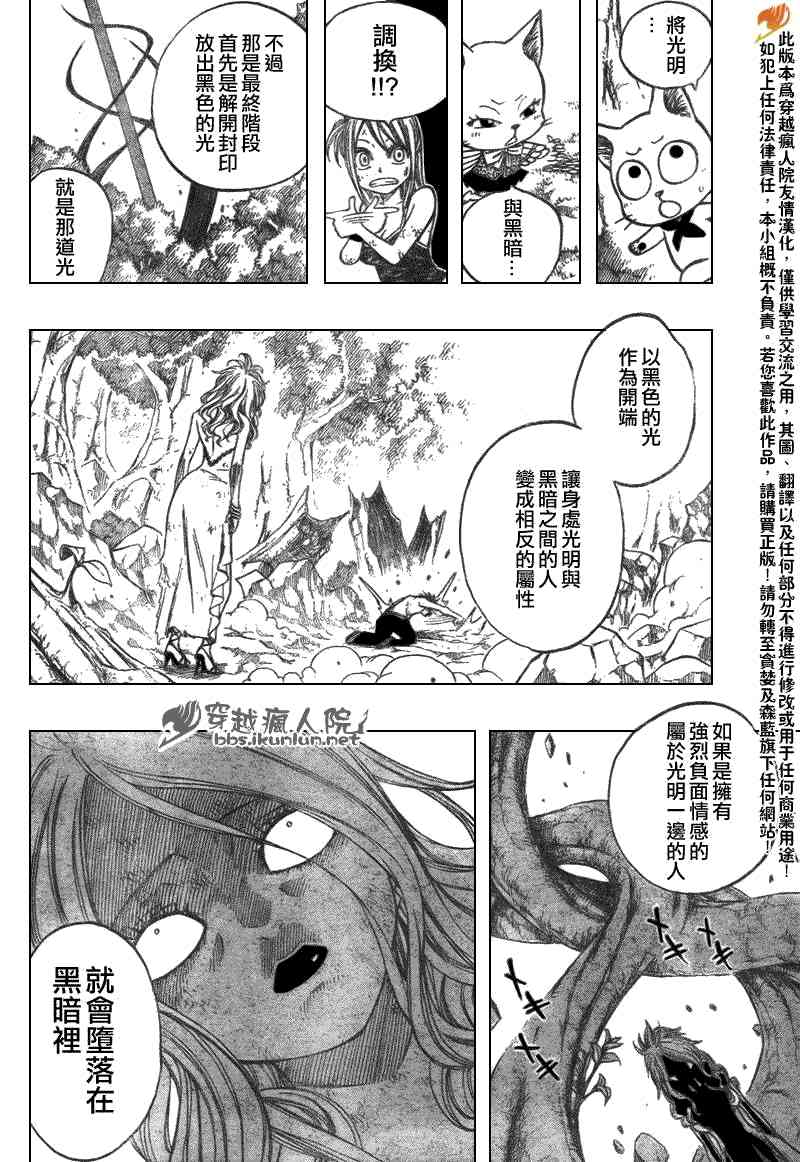 此版本爲穿越瘋人院友情漢化，僅供學習交流之用，其圖、翻譯以及任何部分不得進行修改或用于任何商業用途！
如犯上任何法律責任，本小組概不負責。若您喜歡此作品，請購買正版！請勿轉至貪婪及森藍旗下任何網站！
將光明
…
與黑暗…
調換
!!?
不過
那是最終階段
首先是解開封印
放出黑色的光
就是那道光
以黑色的光
作為開端
讓身處光明與
黑暗之間的人
變成相反的屬性
穿越瘋人院
bbs.ikunlun.net
如果是擁有
強烈負面情感的
屬於光明一邊的人
就會墮落在
黑暗裡